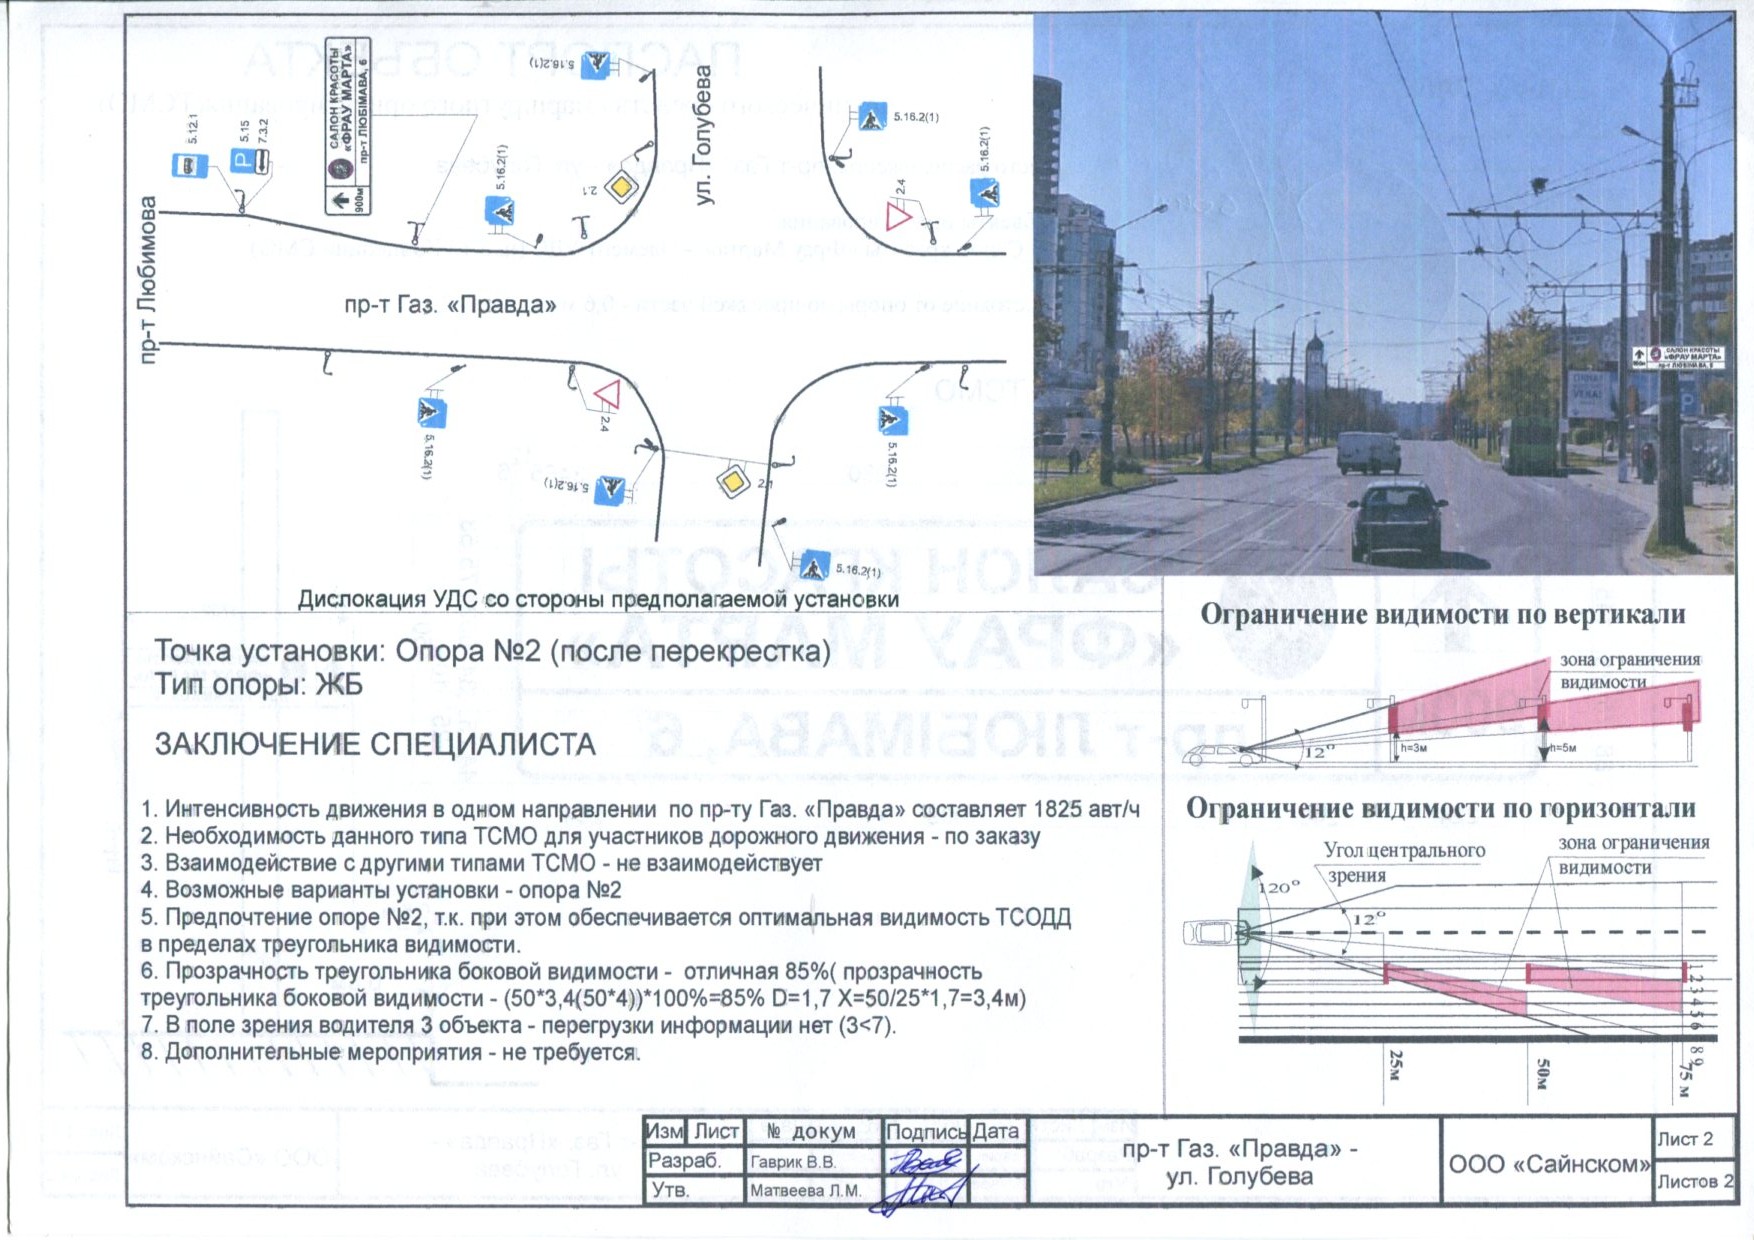 5.12.1
5.15
7.3.2
900м
САЛОН КРАСОТЫ
«ФРАУ МАРТА»
пр-т ЛЮБІМАВА, 6
5.16.2(1)
5.16.2(1)
2.1
ул. Голубева
5.16.2(1)
2.4
5.16.2(1)
пр-т Любимова
пр-т Газ. «Правда»
5.16.2(1)
2.4
5.16.2(1)
2.1
5.16.2(1)
5.16.2(1)
Дислокация УДС со стороны предполагаемой установки
САЛОН КРАСОТЫ
«ФРАУ МАРТА»
пр-т ЛЮБІМАВА, 6
Точка установки: Опора №2 (после перекрестка)
Тип опоры: ЖБ
ЗАКЛЮЧЕНИЕ СПЕЦИАЛИСТА
1. Интенсивность движения в одном направлении по пр-ту Газ. «Правда» составляет 1825 авт/ч
2. Необходимость данного типа ТСМО для участников дорожного движения - по заказу
3. Взаимодействие с другими типами ТСМО - не взаимодействует
4. Возможные варианты установки - опора №2
5. Предпочтение опоре №2, т.к. при этом обеспечивается оптимальная видимость ТСОДД
в пределах треугольника видимости.
6. Прозрачность треугольника боковой видимости - отличная 85%( прозрачность
треугольника боковой видимости - (50*3,4(50*4))*100%=85% D=1,7 X=50/25*1,7=3,4м)
7. В поле зрения водителя 3 объекта - перегрузки информации нет (3<7).
8. Дополнительные мероприятия - не требуется.
Ограничение видимости по вертикали
зона ограничения
видимости
12°
h=3м
h=5м
Ограничение видимости по горизонтали
Угол центрального
зрения
зона ограничения
видимости
120°
12°
1 2 3 4 5 6
8 9
25м
50м
75 м
Изм Лист № докум Подпись Дата
Разраб. Гаврик В.В.
Утв. Матвеева Л.М.
пр-т Газ. «Правда» -
ул. Голубева
ООО «Сайнском»
Лист 2
Листов 2